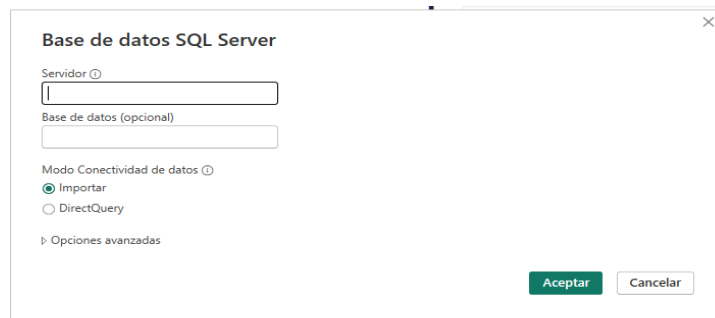 Base de datos SQL Server
Servidor
Base de datos (opcional)
Modo Conectividad de datos
Importar
DirectQuery
Opciones avanzadas
Aceptar Cancelar